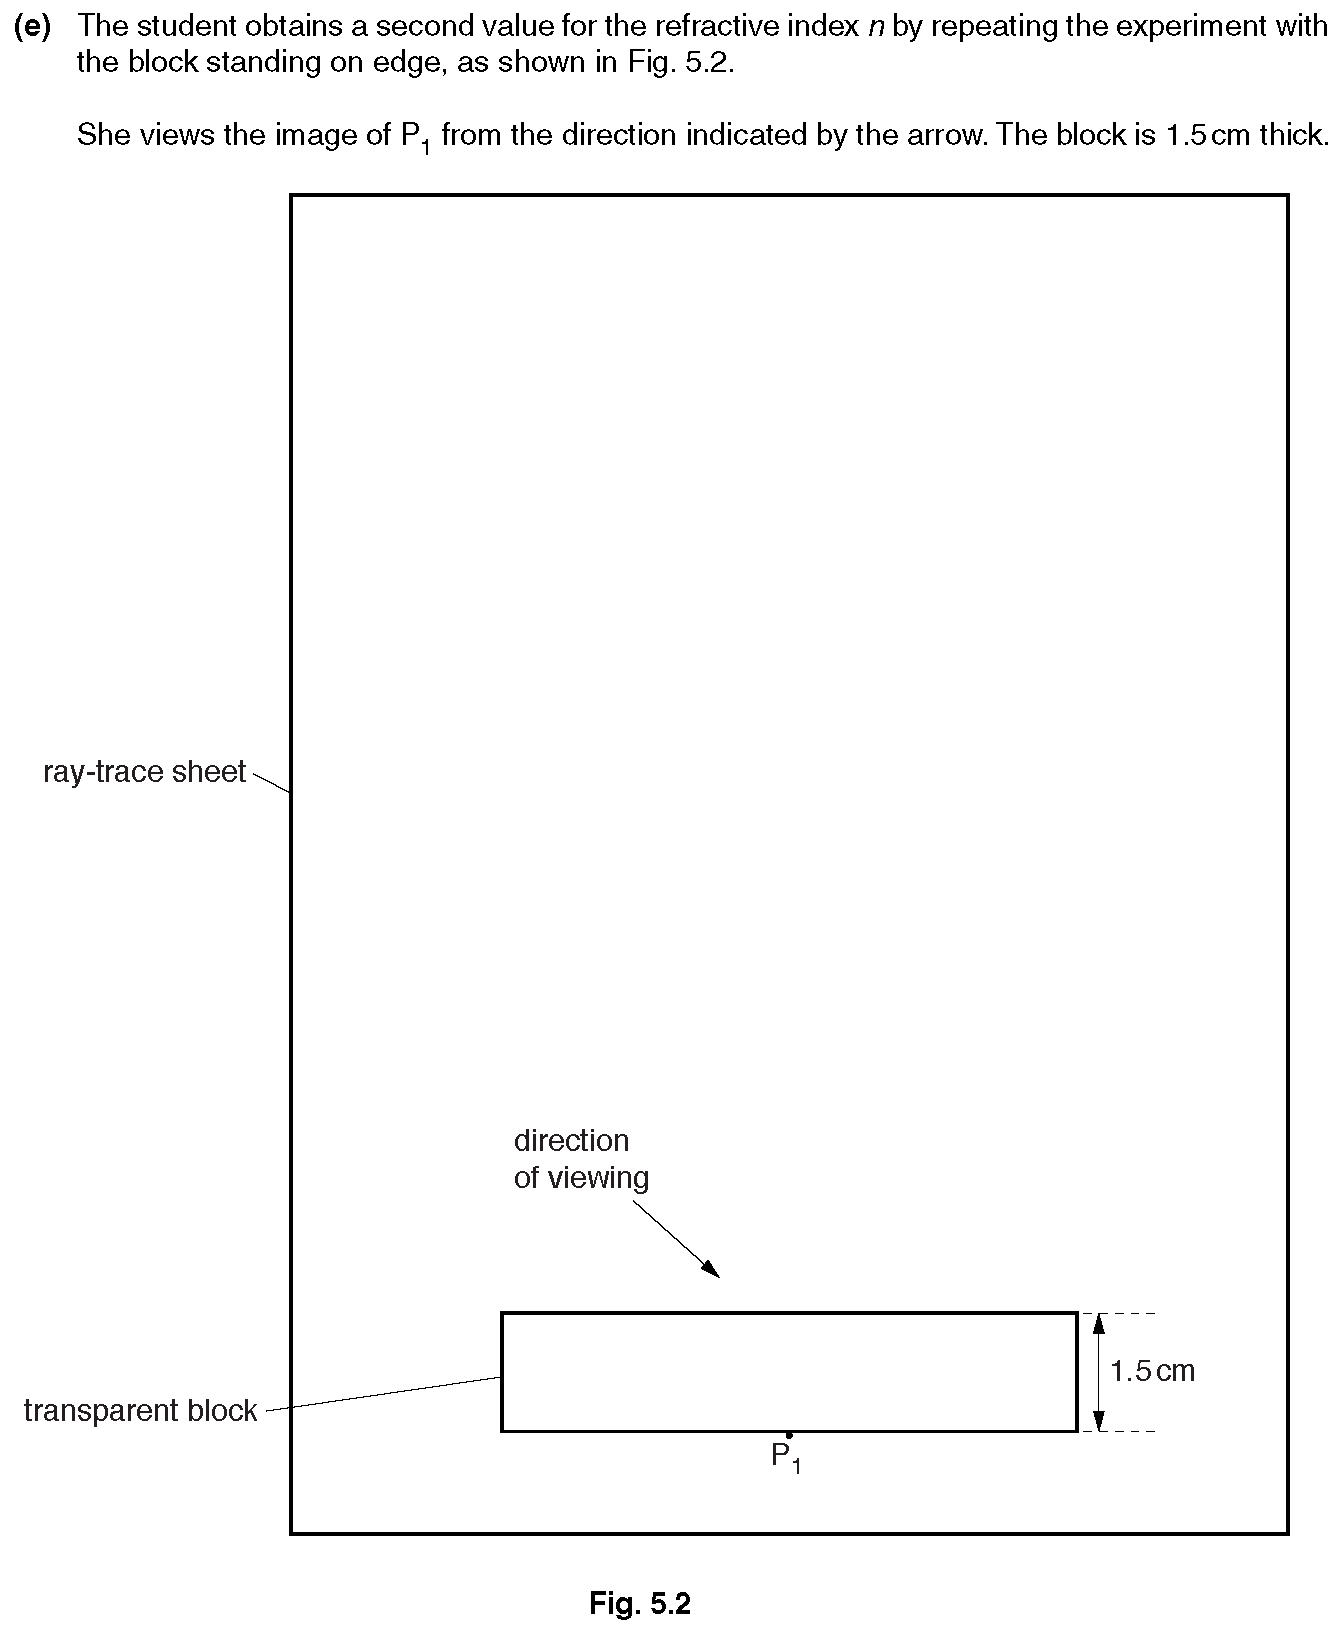 (e) The student obtains a second value for the refractive index n by repeating the experiment with
the block standing on edge, as shown in Fig. 5.2.
She views the image of P1 from the direction indicated by the arrow. The block is 1.5 cm thick.
ray-trace sheet
direction
of viewing
1.5 cm
transparent block
P1
Fig. 5.2